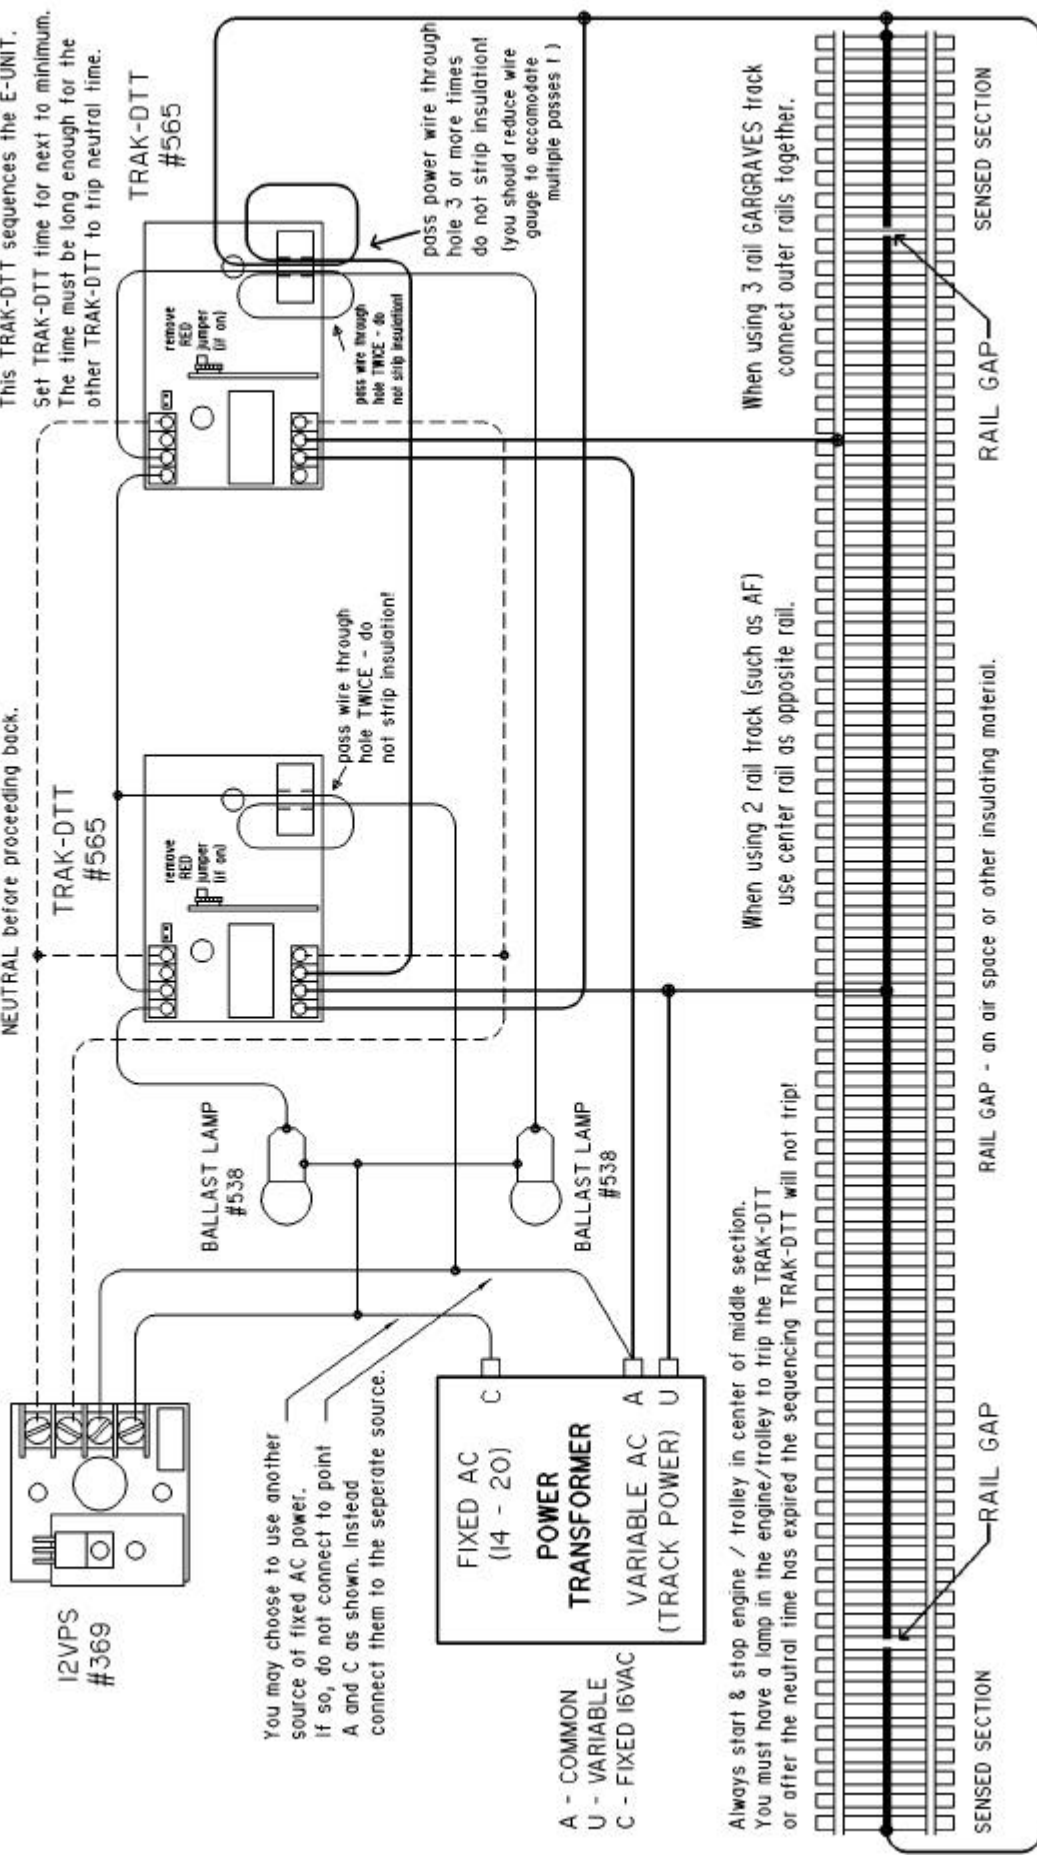 NEUTRAL before proceeding back.
This TRAK-DTT sequences the E-UNIT.
Set TRAK-DTT time for next to minimum.
The time must be long enough for the
other TRAK-DTT to trip neutral time.
12VPS
#369
TRAK-DTT
#565
TRAK-DTT
#565
remove
RED
jumper
(if on)
remove
RED
jumper
(if on)
pass wire through
hole TWICE - do
not strip insulation!
pass wire through
hole TWICE - do
not strip insulation!
pass power wire through
hole 3 or more times
do not strip insulation!
(you should reduce wire
gauge to accomodate
multiple passes ! )
BALLAST LAMP
#538
BALLAST LAMP
#538
You may choose to use another
source of fixed AC power.
If so, do not connect to point
A and C as shown. Instead
connect them to the seperate source.
FIXED AC
(14 - 20)
C
POWER
TRANSFORMER
VARIABLE AC
A
(TRACK POWER)
U
A - COMMON
U - VARIABLE
C - FIXED 16VAC
Always start & stop engine / trolley in center of middle section.
You must have a lamp in the engine/trolley to trip the TRAK-DTT
or after the neutral time has expired the sequencing TRAK-DTT will not trip!
When using 2 rail track (such as AF)
use center rail as opposite rail.
When using 3 rail GARGRAVES track
connect outer rails together.
SENSED SECTION
RAIL GAP
RAIL GAP - an air space or other insulating material.
RAIL GAP
SENSED SECTION